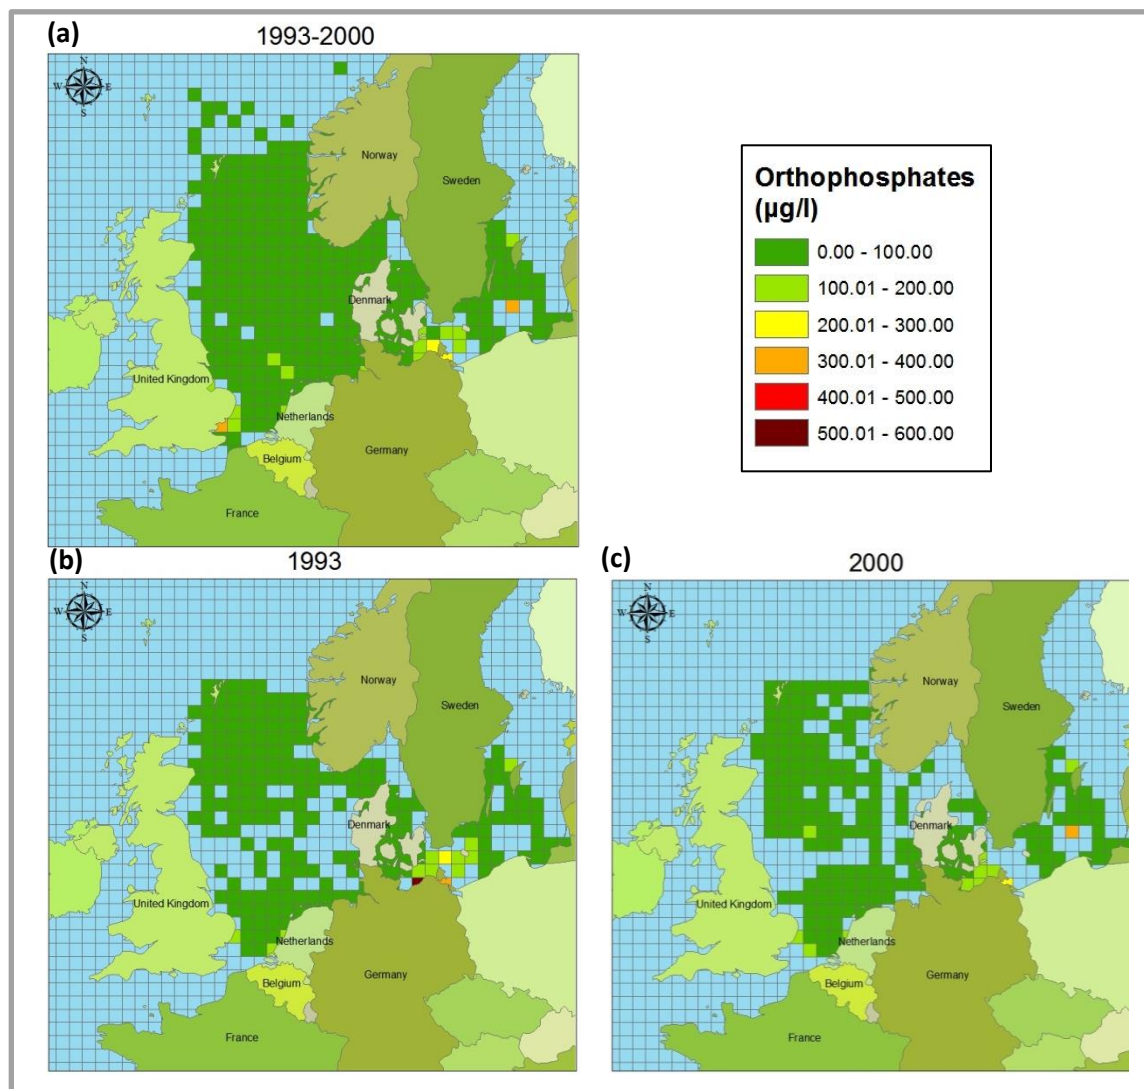 (a)
1993-2000
N
W E
S
Norway
Sweden
Denmark
United Kingdom
Netherlands
Belgium
Germany
France
Orthophosphates
(µg/l)
0.00 - 100.00
100.01 - 200.00
200.01 - 300.00
300.01 - 400.00
400.01 - 500.00
500.01 - 600.00
(b)
1993
N
W E
S
Norway
Sweden
Denmark
United Kingdom
Netherlands
Belgium
Germany
France
(c)
2000
N
W E
S
Norway
Sweden
Denmark
United Kingdom
Netherlands
Belgium
Germany
France